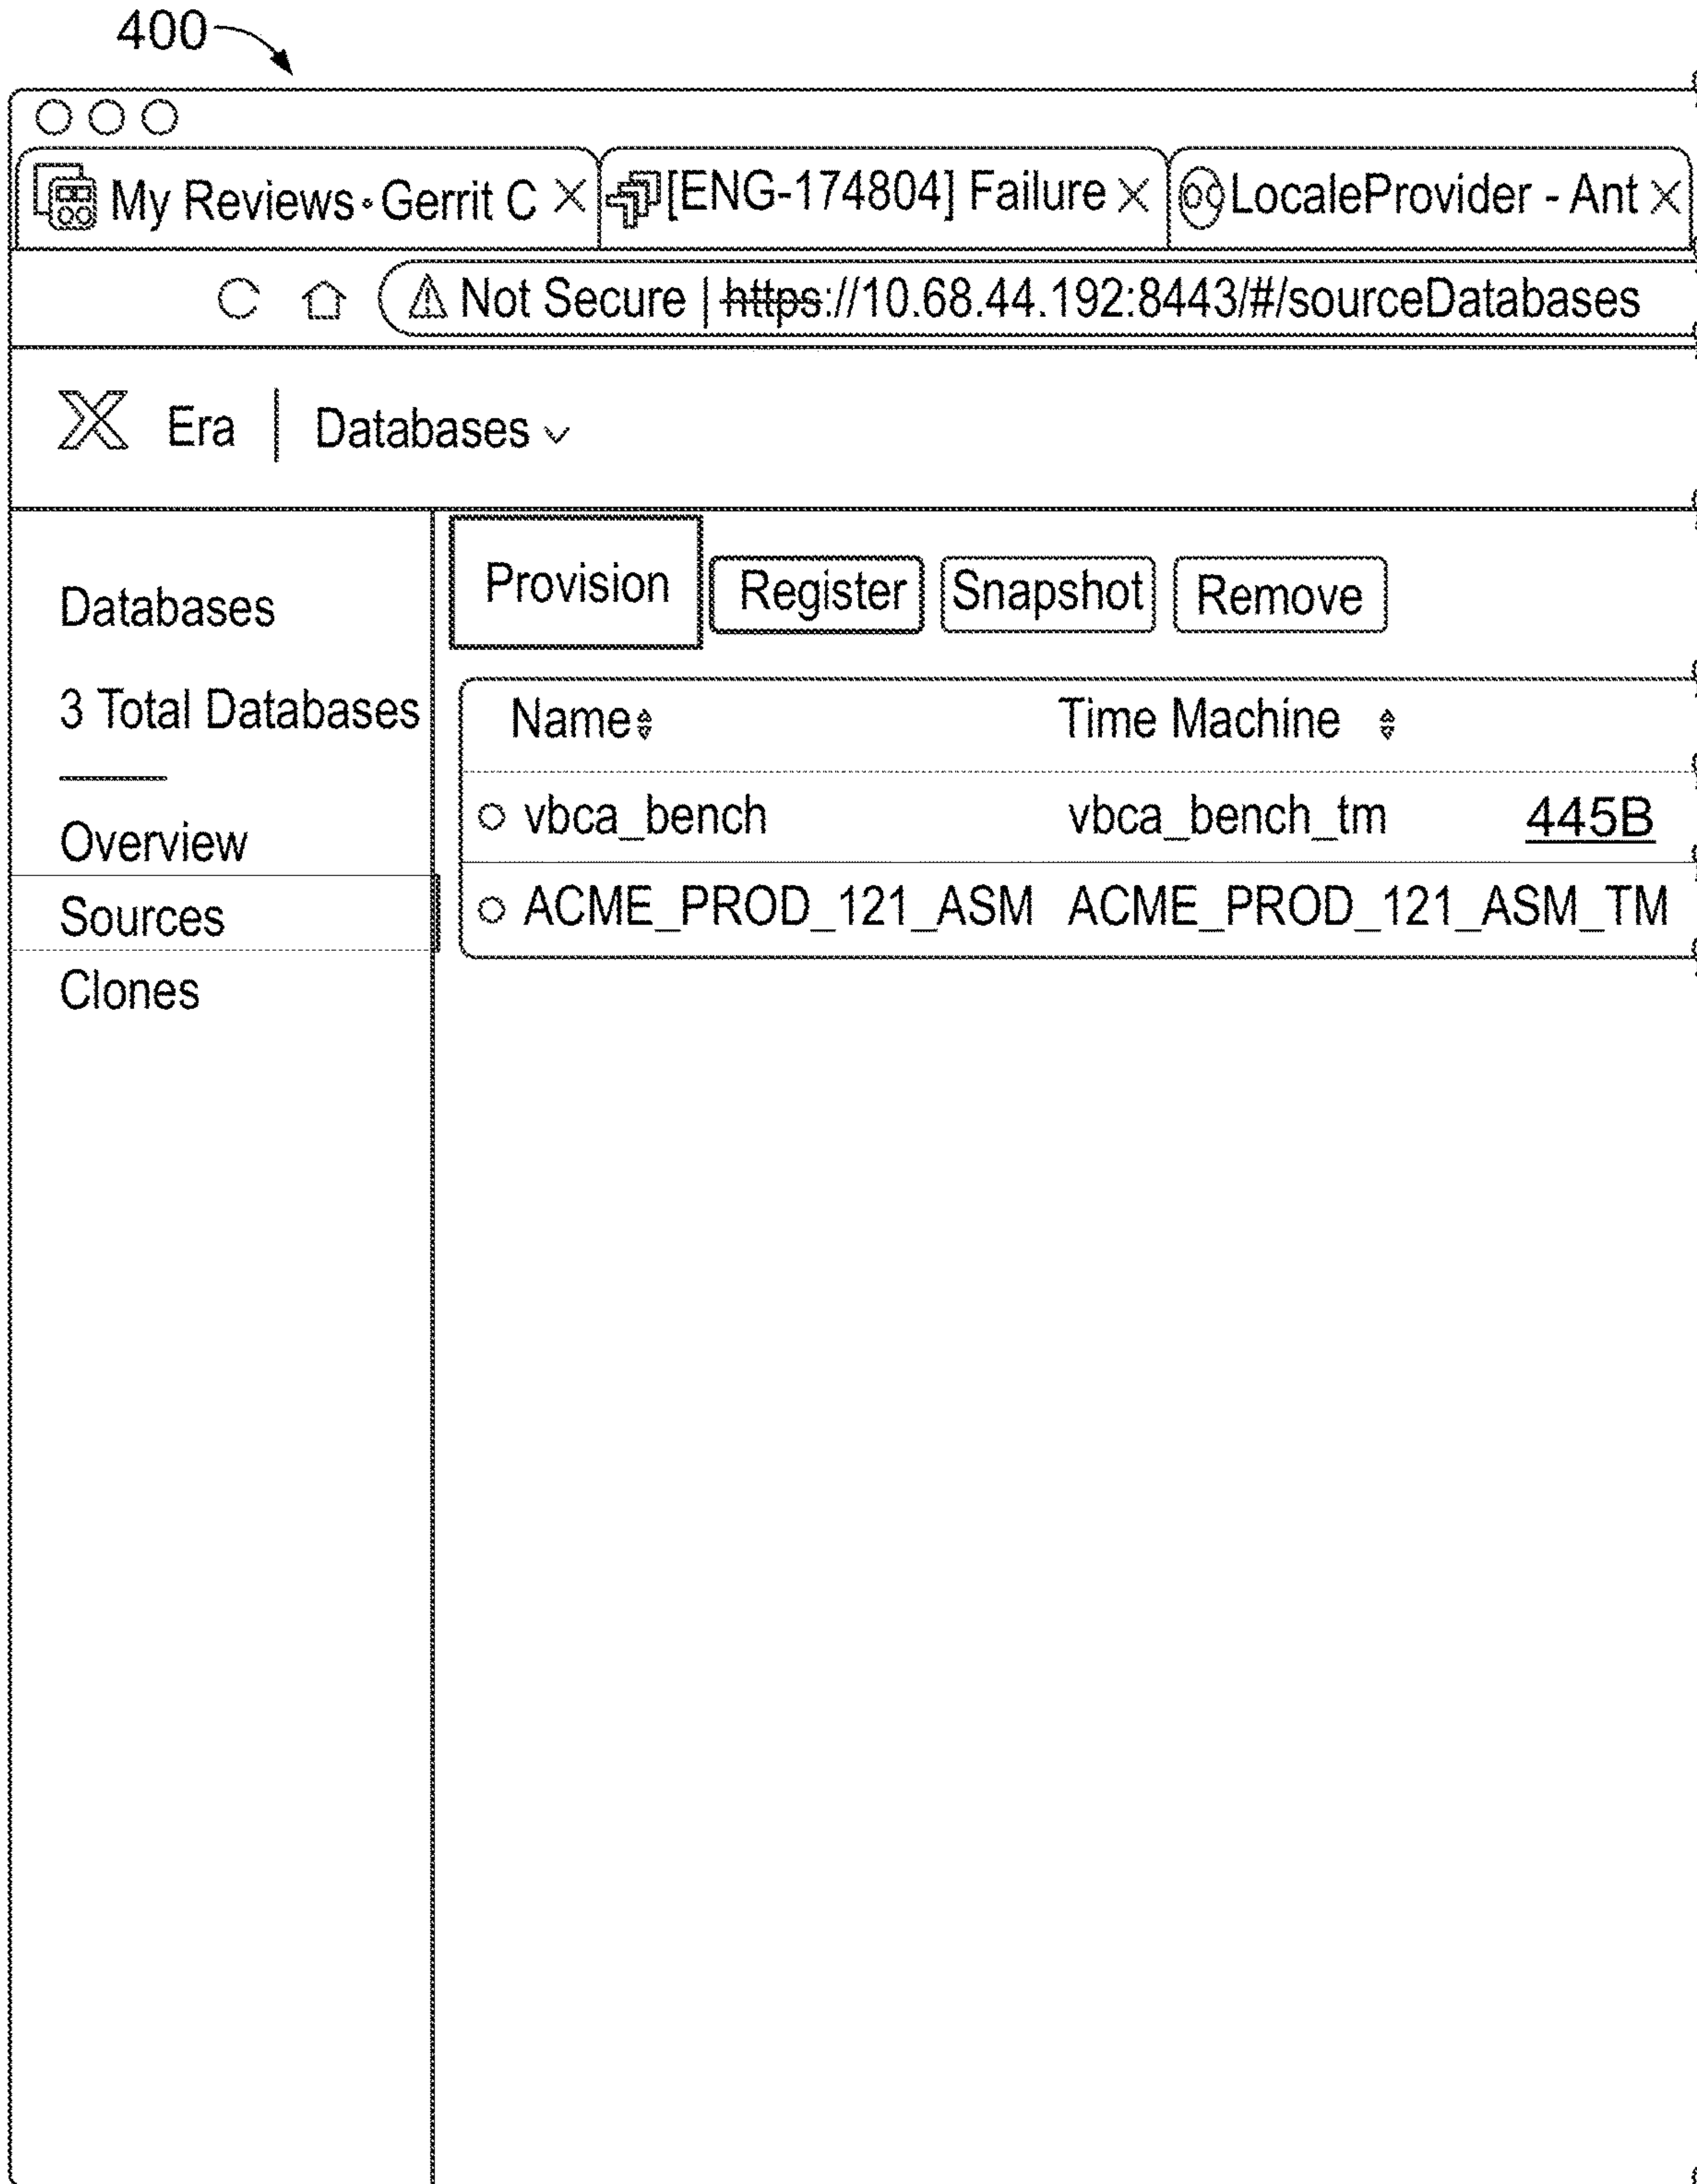 400
My Reviews · Gerrit C
[ENG-174804] Failure
LocaleProvider - Ant
Not Secure | https://10.68.44.192:8443/#/sourceDatabases
Era | Databases
Databases
3 Total Databases
Overview
Sources
Clones
Provision Register Snapshot Remove
Name Time Machine
vbca_bench vbca_bench_tm 445B
ACME_PROD_121_ASM ACME_PROD_121_ASM_TM